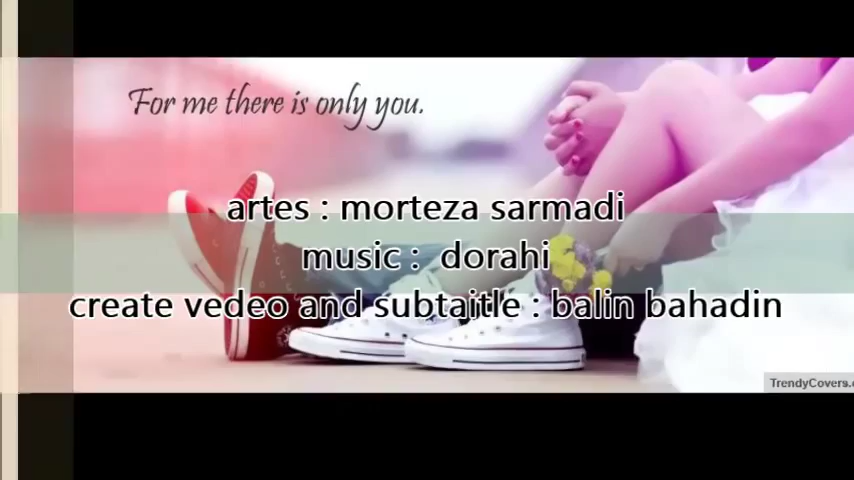 For me there is only you.
artes : morteza sarmadi
music :  dorahi
create vedeo and subtaitle : balin bahadin
TrendyCovers.c